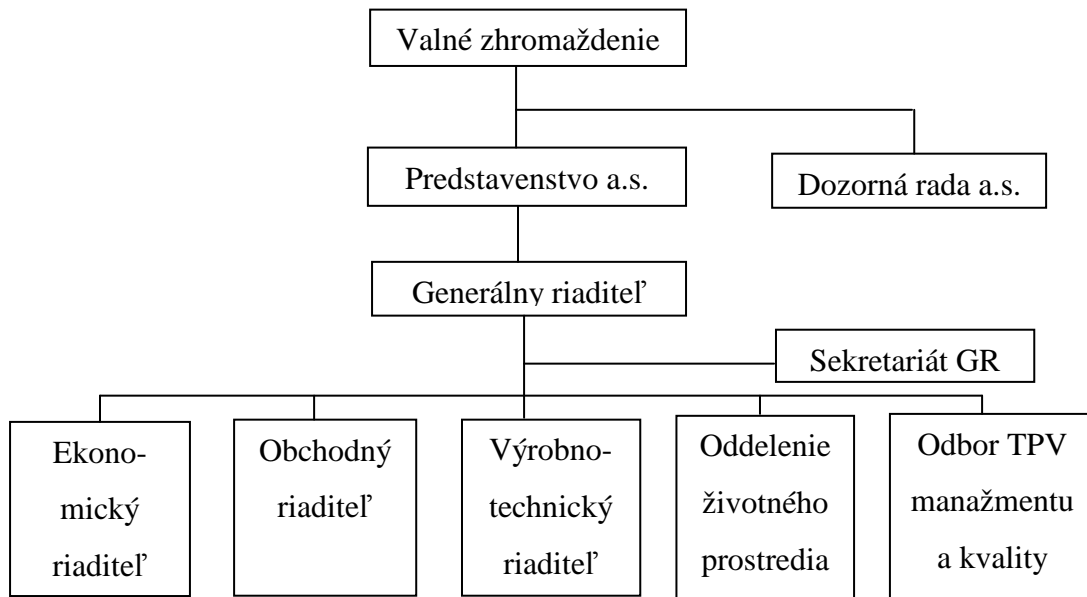 Valné zhromaždenie
Predstavenstvo a.s.
Dozorná rada a.s.
Generálny riaditeľ
Sekretariát GR
Ekono-
mický
riaditeľ
Obchodný
riaditeľ
Výrobno-
technický
riaditeľ
Oddelenie
životného
prostredia
Odbor TPV
manažmentu
a kvality